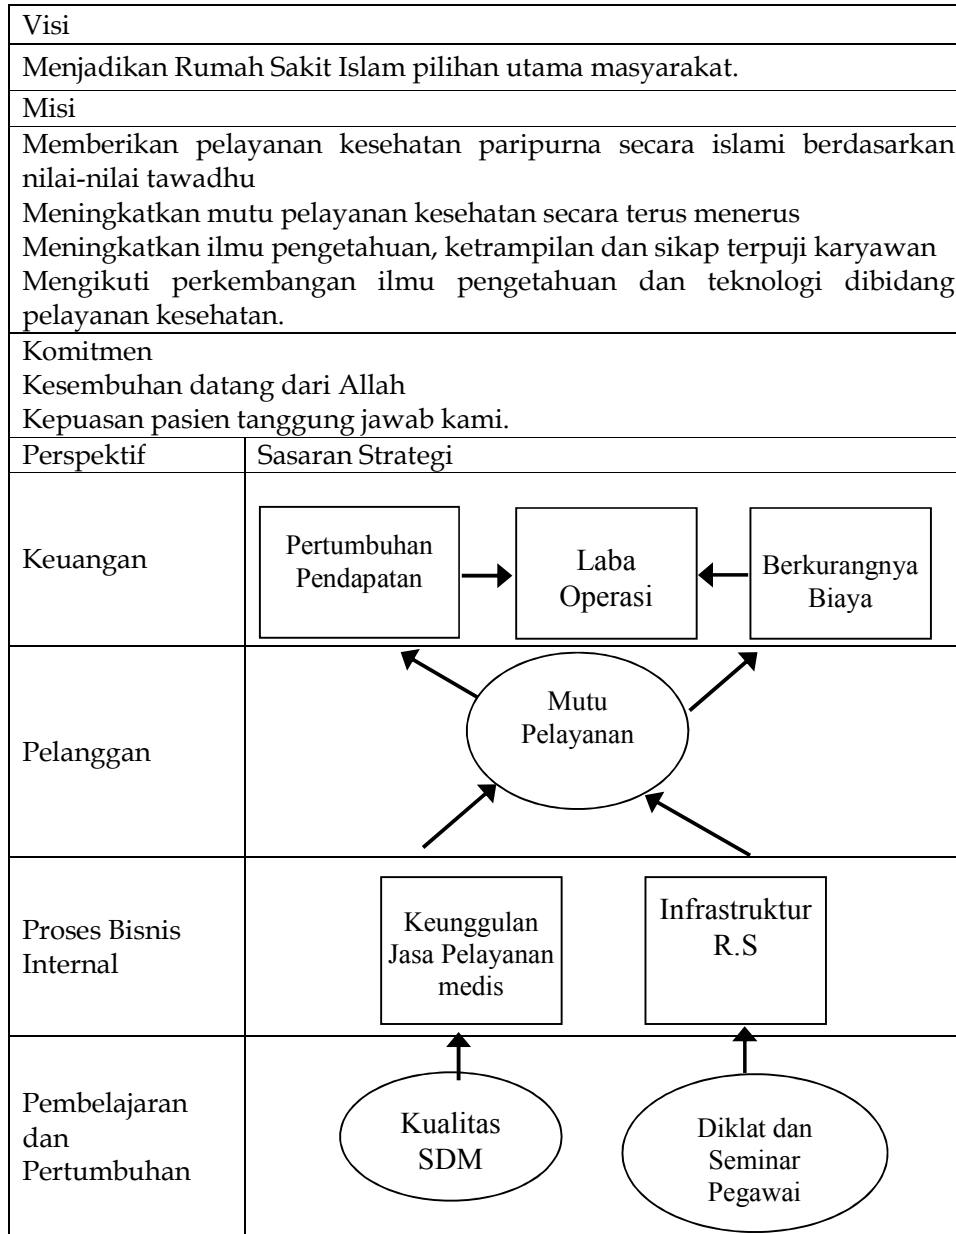 Visi
Menjadikan Rumah Sakit Islam pilihan utama masyarakat.
Misi
Memberikan pelayanan kesehatan paripurna secara islami berdasarkan
nilai-nilai tawadhu
Meningkatkan mutu pelayanan kesehatan secara terus menerus
Meningkatkan ilmu pengetahuan, ketrampilan dan sikap terpuji karyawan
Mengikuti perkembangan ilmu pengetahuan dan teknologi dibidang
pelayanan kesehatan.
Komitmen
Kesembuhan datang dari Allah
Kepuasan pasien tanggung jawab kami.
Perspektif
Sasaran Strategi
Keuangan
Pertumbuhan
Pendapatan
Laba
Operasi
Berkurangnya
Biaya
Pelanggan
Mutu
Pelayanan
Proses Bisnis
Internal
Keunggulan
Jasa Pelayanan
medis
Infrastruktur
R.S
Pembelajaran
dan
Pertumbuhan
Kualitas
SDM
Diklat dan
Seminar
Pegawai